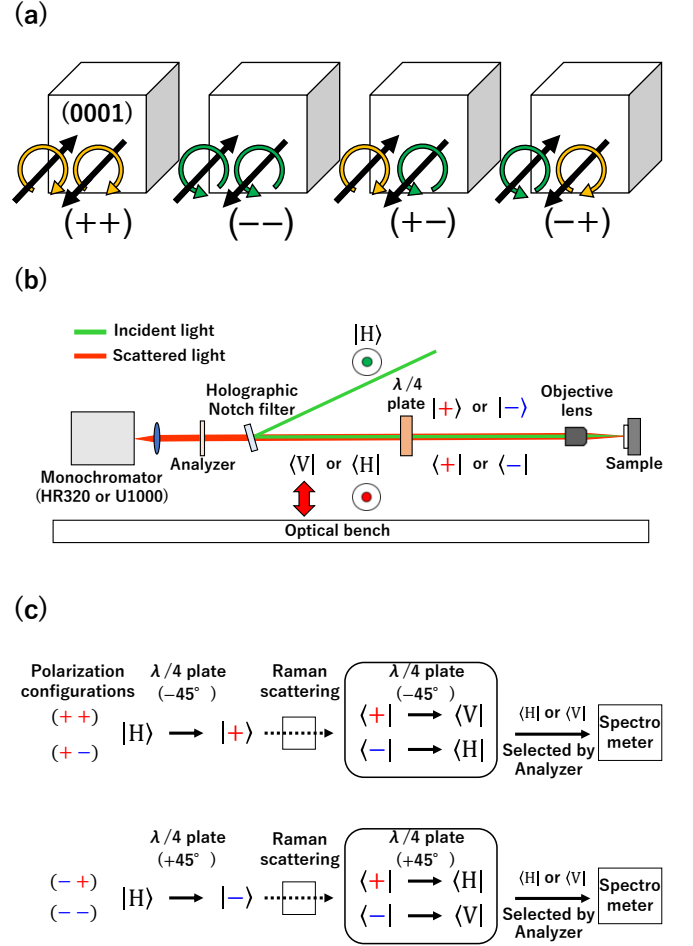 (a)
(0001)
(++)
(−−)
(+−)
(−+)
(b)
Incident light
Scattered light
|H⟩
Holographic
Notch filter
λ/4
plate
|+⟩ or |−⟩
Objective
lens
Analyzer
⟨V| or ⟨H|
⟨+| or ⟨−|
Sample
Monochromator
(HR320 or U1000)
Optical bench
(c)
Polarization
configurations
λ/4 plate
(−45°)
Raman
scattering
λ/4 plate
(−45°)
(+ +)
(+ −)
|H⟩
|+⟩
⟨+| ⟨V|
⟨−| ⟨H|
⟨H| or ⟨V|
Selected by
Analyzer
Spectro
meter
λ/4 plate
(+45°)
Raman
scattering
λ/4 plate
(+45°)
(− +)
(− −)
|H⟩
|−⟩
⟨+| ⟨H|
⟨−| ⟨V|
⟨H| or ⟨V|
Selected by
Analyzer
Spectro
meter